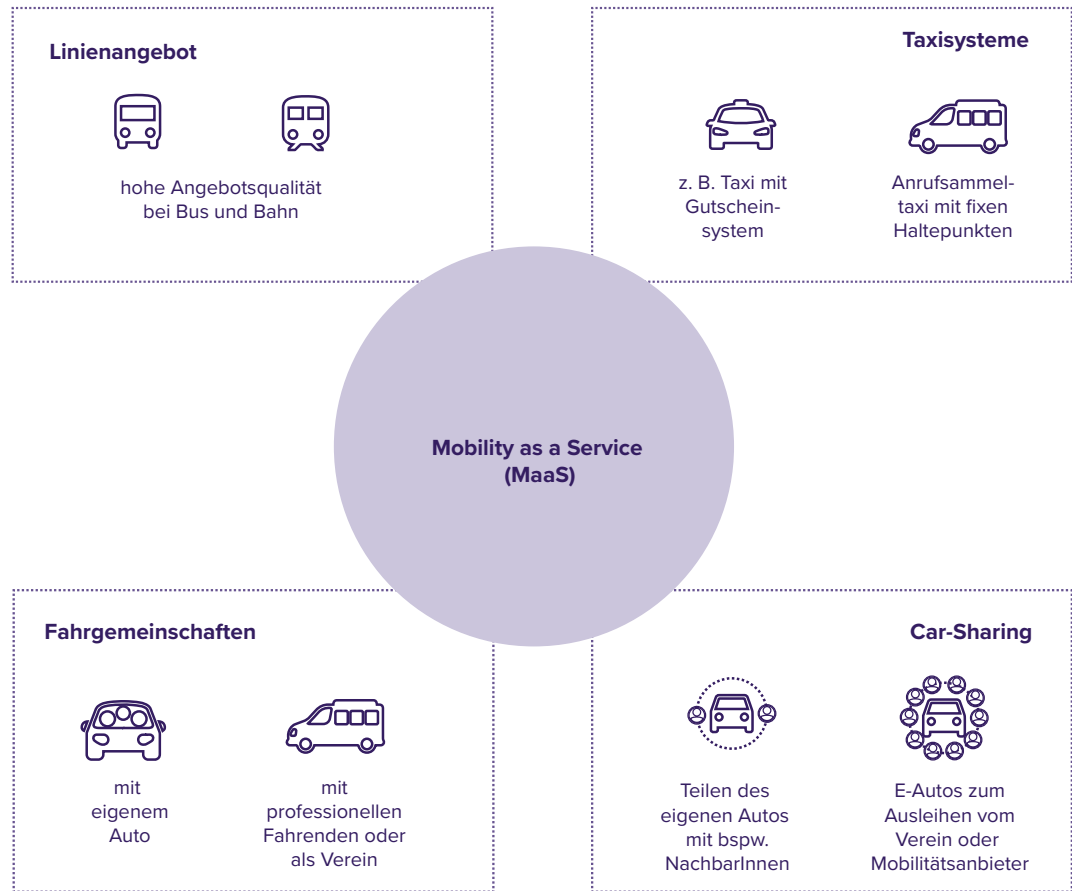 Linienangebot
hohe Angebotsqualität
bei Bus und Bahn
Taxisysteme
z. B. Taxi mit
Gutschein-
system
Anrufsammel-
taxi mit fixen
Haltepunkten
Mobility as a Service
(MaaS)
Fahrgemeinschaften
mit
eigenem
Auto
mit
professionellen
Fahrenden oder
als Verein
Car-Sharing
Teilen des
eigenen Autos
mit bspw.
NachbarInnen
E-Autos zum
Ausleihen vom
Verein oder
Mobilitätsanbieter